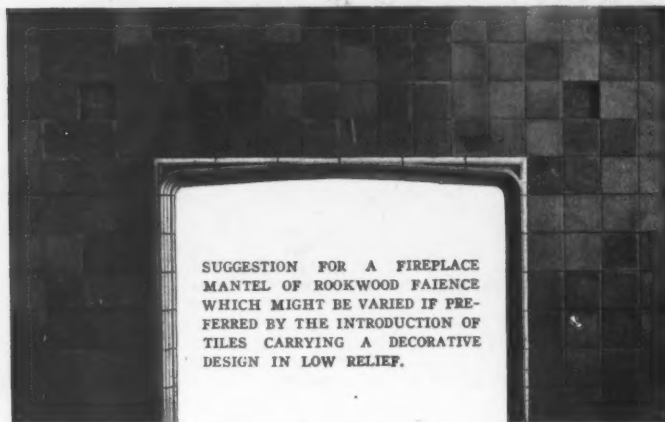 SUGGESTION FOR A FIREPLACE
MANTEL OF ROOKWOOD FAIENCE
WHICH MIGHT BE VARIED IF PRE-
FERRED BY THE INTRODUCTION OF
TILES CARRYING A DECORATIVE
DESIGN IN LOW RELIEF.